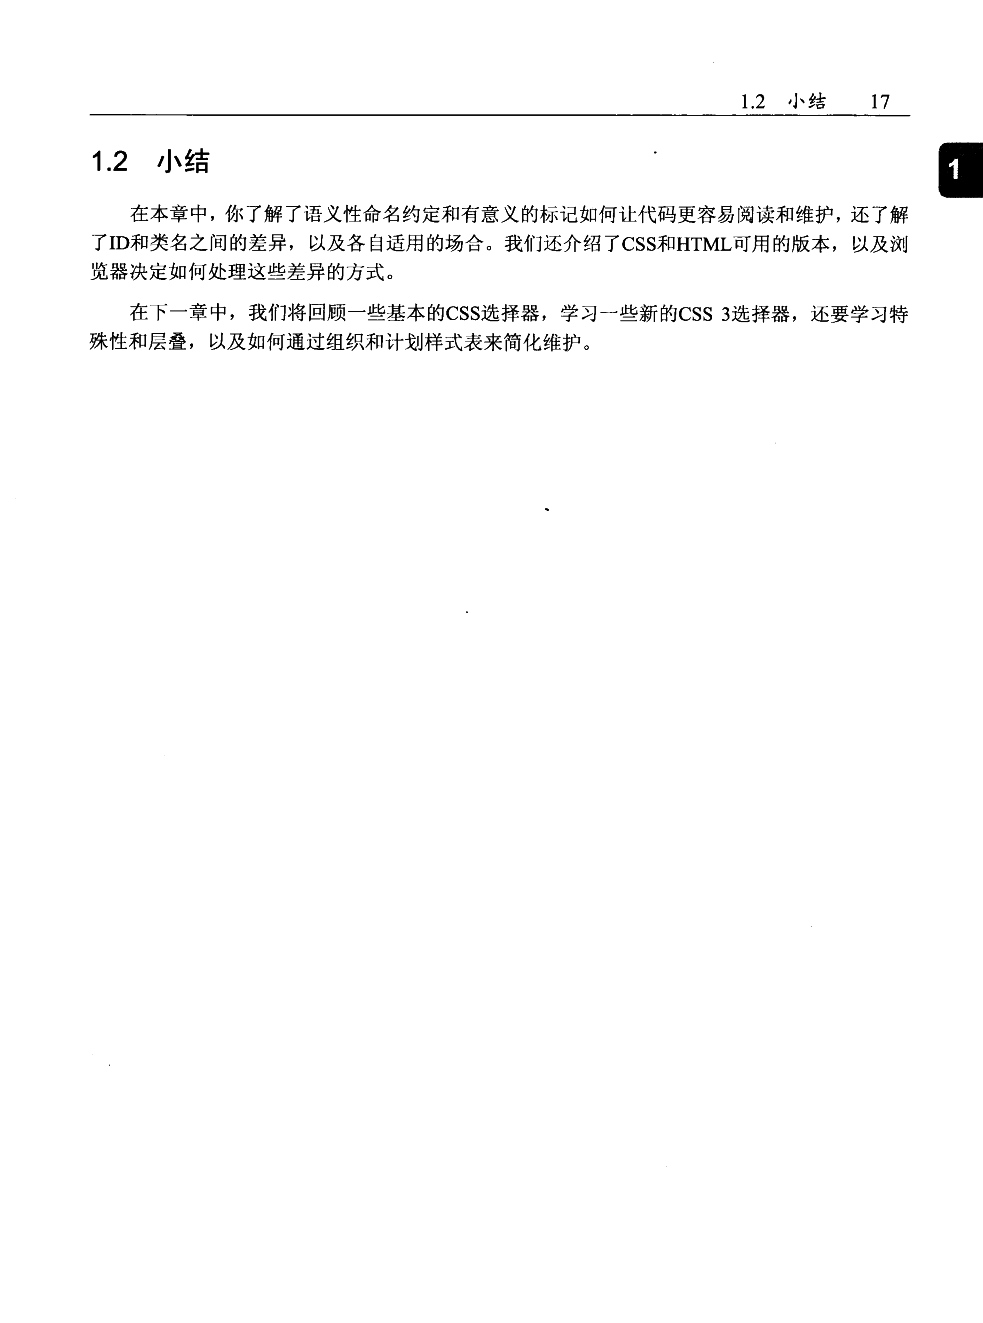 1.2 小结 17
1.2 小结
1
在本章中，你了解了语义性命名约定和有意义的标记如何让代码更容易阅读和维护，还了解
了ID和类名之间的差异，以及各自适用的场合。我们还介绍了CSS和HTML可用的版本，以及浏
览器决定如何处理这些差异的方式。
在下一章中，我们将回顾一些基本的CSS选择器，学习一些新的CSS 3选择器，还要学习特
殊性和层叠，以及如何通过组织和计划样式表来简化维护。